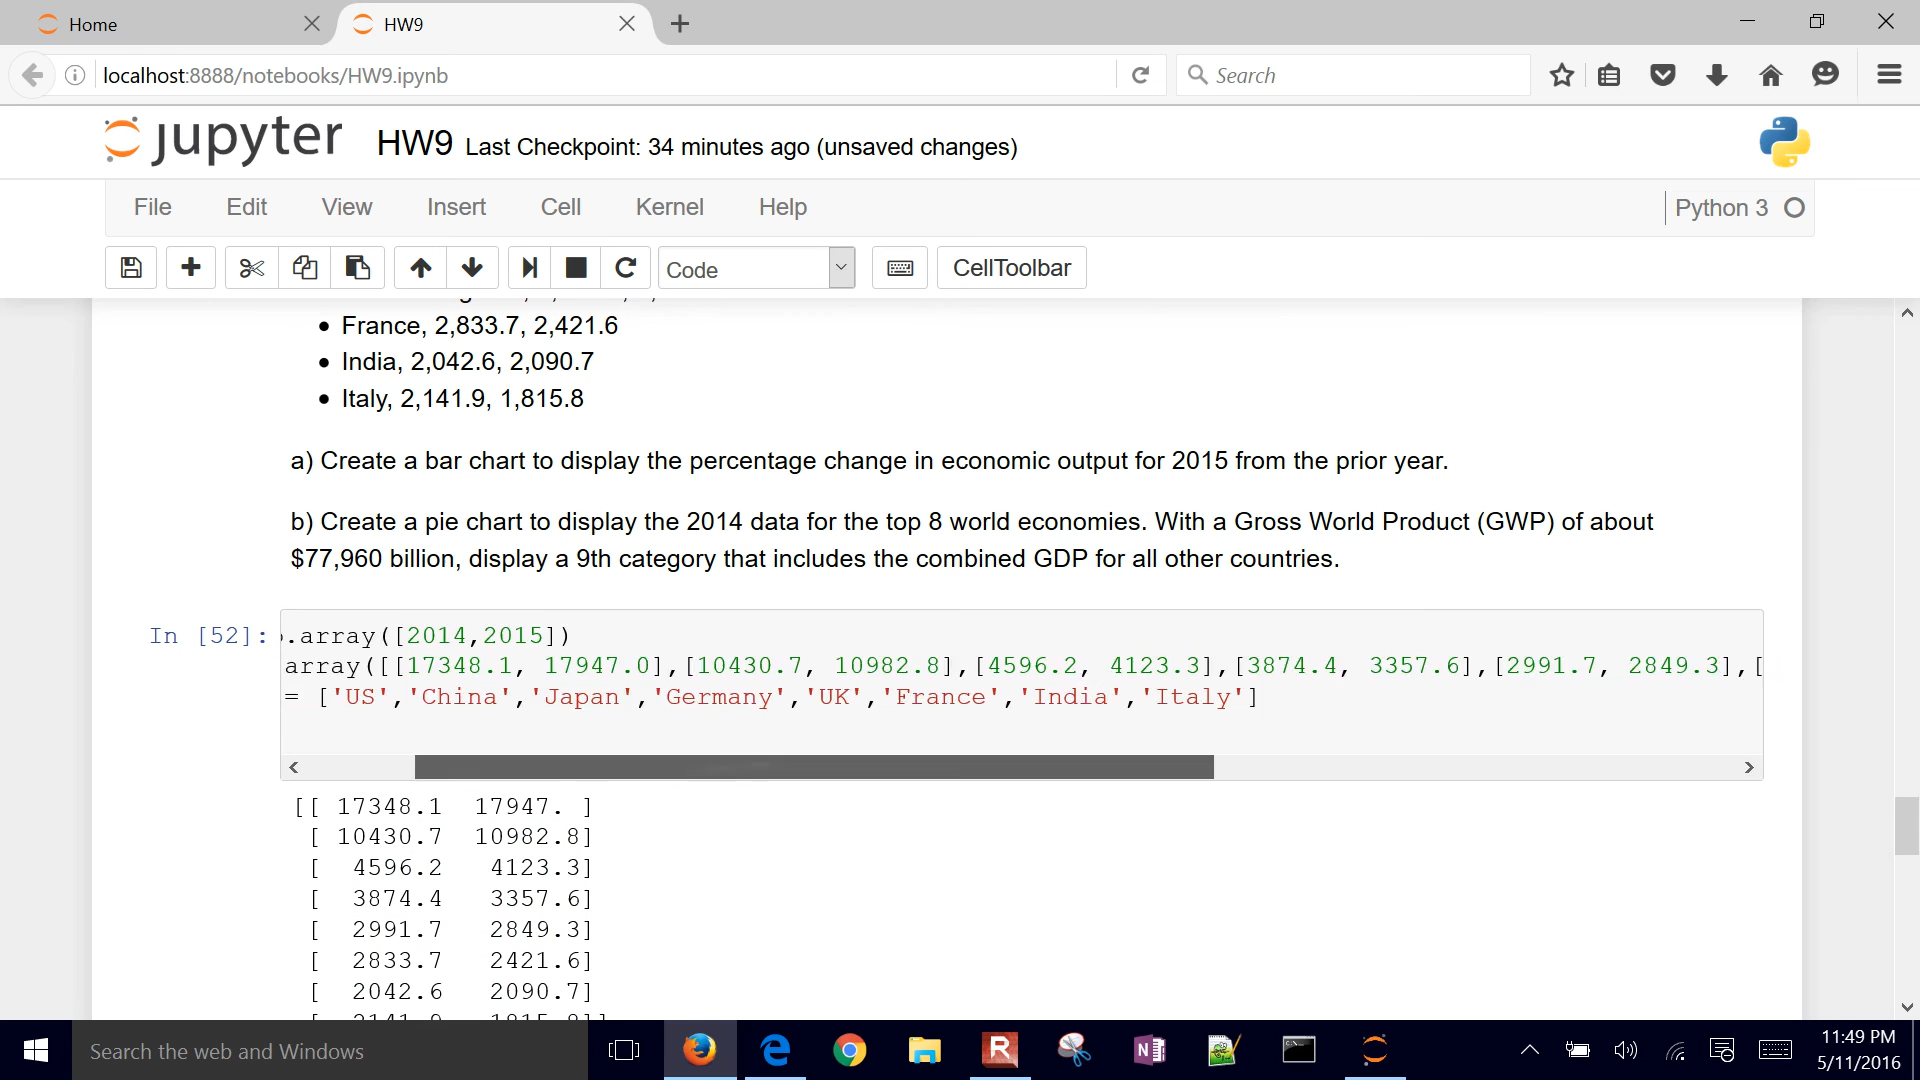 Home
HW9
localhost:8888/notebooks/HW9.ipynb
Search
jupyter HW9 Last Checkpoint: 34 minutes ago (unsaved changes)
File Edit View Insert Cell Kernel Help Python 3
Code CellToolbar
• France, 2,833.7, 2,421.6
• India, 2,042.6, 2,090.7
• Italy, 2,141.9, 1,815.8
a) Create a bar chart to display the percentage change in economic output for 2015 from the prior year.
b) Create a pie chart to display the 2014 data for the top 8 world economies. With a Gross World Product (GWP) of about
$77,960 billion, display a 9th category that includes the combined GDP for all other countries.
In [52]: .array([2014,2015])
array([[17348.1, 17947.0],[10430.7, 10982.8],[4596.2, 4123.3],[3874.4, 3357.6],[2991.7, 2849.3],[
= ['US','China','Japan','Germany','UK','France','India','Italy']
[[ 17348.1 17947. ]
[ 10430.7 10982.8]
[ 4596.2 4123.3]
[ 3874.4 3357.6]
[ 2991.7 2849.3]
[ 2833.7 2421.6]
[ 2042.6 2090.7]
[ 2141.9 1815.8]]
Search the web and Windows
11:49 PM
5/11/2016